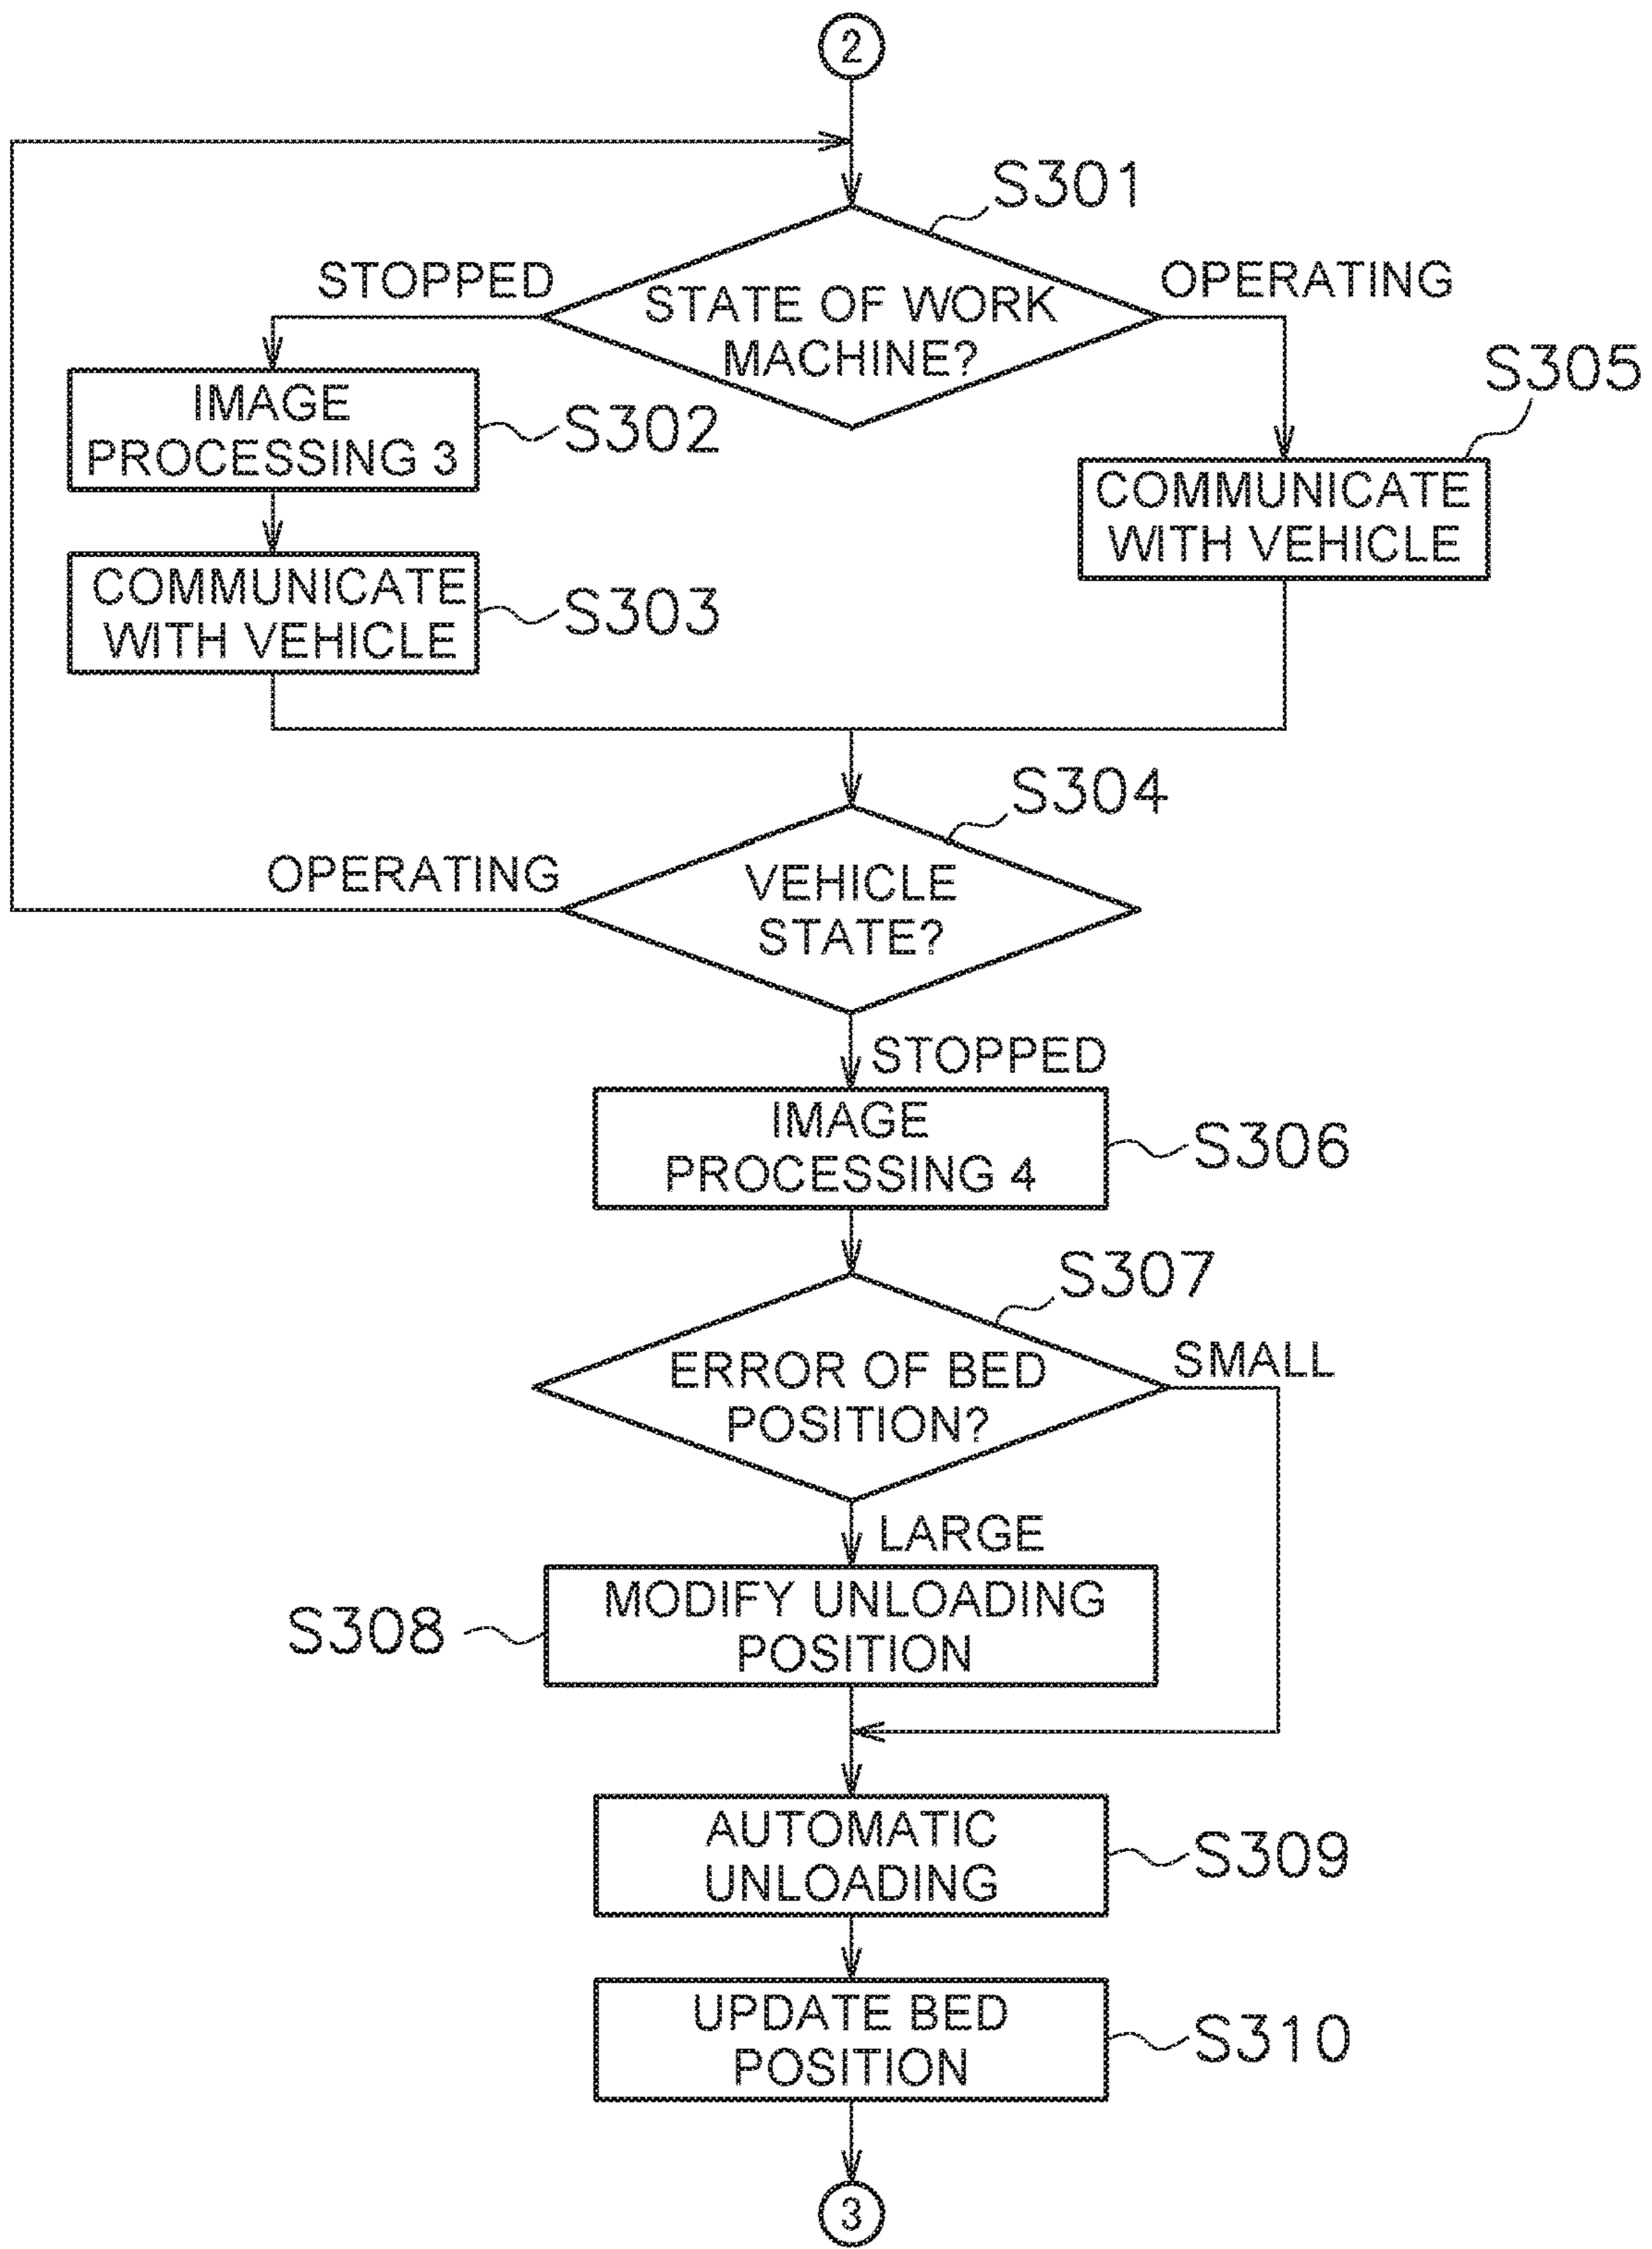 2
S301
STOPPED
OPERATING
STATE OF WORK
MACHINE?
S305
IMAGE
PROCESSING 3
S302
COMMUNICATE
WITH VEHICLE
COMMUNICATE
WITH VEHICLE
S303
S304
OPERATING
VEHICLE
STATE?
STOPPED
IMAGE
PROCESSING 4
S306
S307
SMALL
ERROR OF BED
POSITION?
LARGE
MODIFY UNLOADING
POSITION
S308
AUTOMATIC
UNLOADING
S309
UPDATE BED
POSITION
S310
3